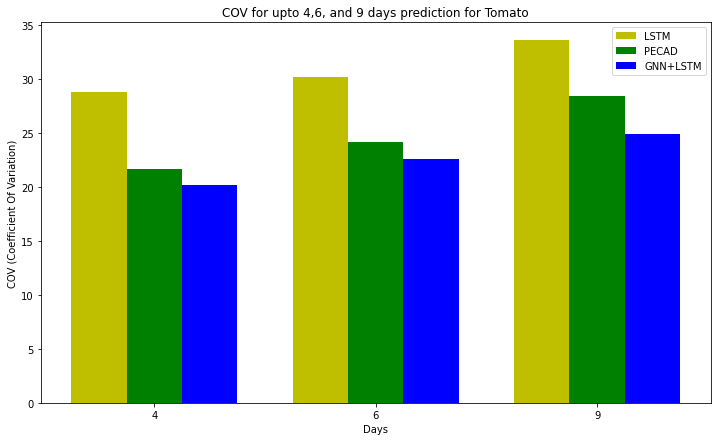 COV for upto 4,6, and 9 days prediction for Tomato
LSTM
PECAD
GNN+LSTM
COV (Coefficient Of Variation)
35
30
25
20
15
10
5
0
4
6
9
Days